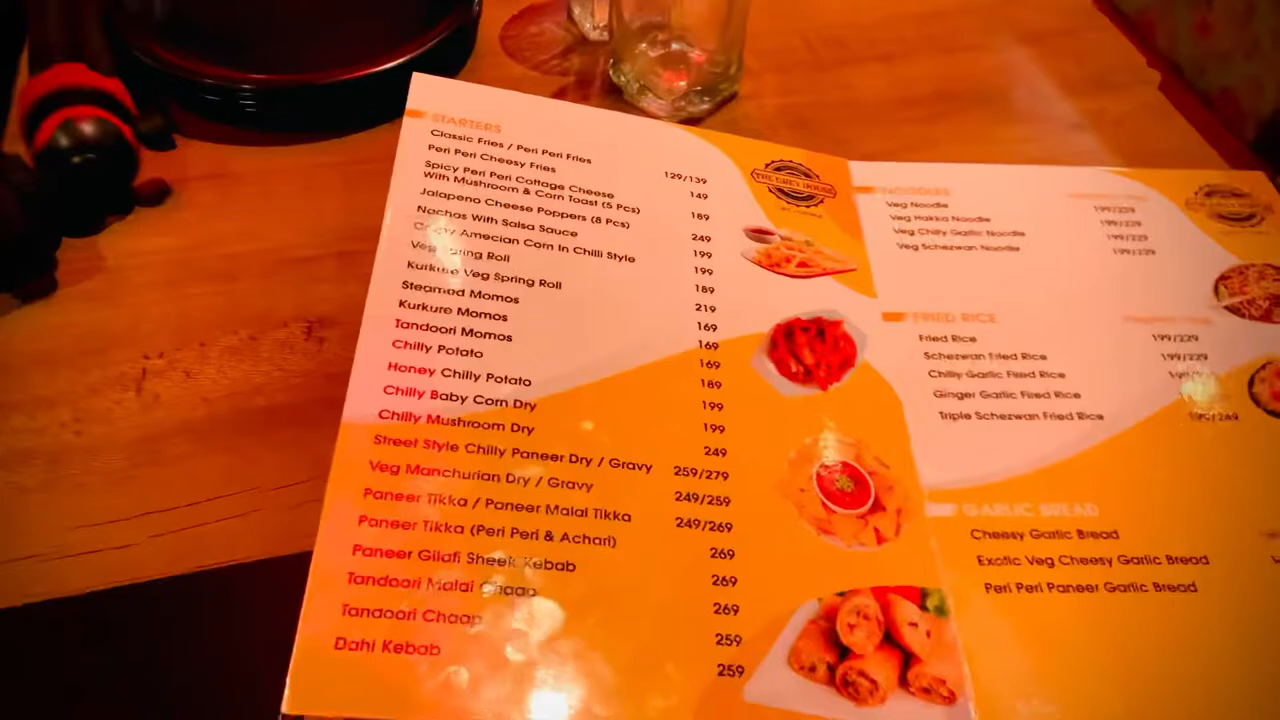 STARTERS
Classic Fries / Peri Peri Fries 129/139
Peri Peri Cheesy Fries 149
Spicy Peri Peri Cottage Cheese
With Mushroom & Corn Toast (5 Pcs) 189
Jalapeno Cheese Poppers (8 Pcs) 249
Nachos With Salsa Sauce 199
Crispy Amecian Corn In Chilli Style 199
Veg Spring Roll 189
Kurkure Veg Spring Roll 219
Steamed Momos 169
Kurkure Momos 169
Tandoori Momos 169
Chilly Potato 189
Honey Chilly Potato 199
Chilly Baby Corn Dry 199
Chilly Mushroom Dry 249
Street Style Chilly Paneer Dry / Gravy 259/279
Veg Manchurian Dry / Gravy 249/259
Paneer Tikka / Paneer Malai Tikka 249/269
Paneer Tikka (Peri Peri & Achari) 269
Paneer Gilafi Sheek Kebab 269
Tandoori Malai Chaap 269
Tandoori Chaap 259
Dahi Kebab 259
THE BREW HOUSE
NOODLES
Veg Noodle 199/229
Veg Hakka Noodle 199/229
Veg Chilly Garlic Noodle 199/229
Veg Schezwan Noodle 199/229
FRIED RICE
Fried Rice 199/229
Schezwan Fried Rice 199/229
Chilly Garlic Fired Rice
Ginger Garlic Fired Rice
Triple Schezwan Fried Rice
GARLIC BREAD
Cheesy Garlic Bread
Exotic Veg Cheesy Garlic Bread
Peri Peri Paneer Garlic Bread